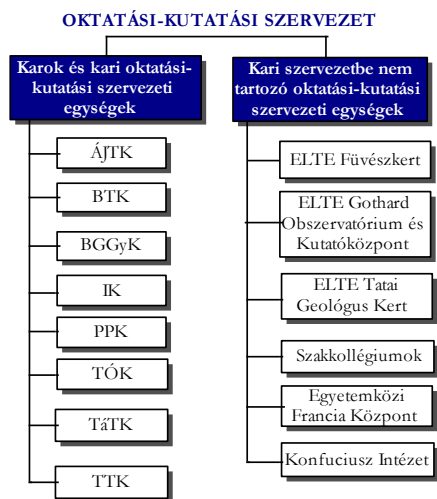 OKTATÁSI-KUTATÁSI SZERVEZET
Karok és kari oktatási-
kutatási szervezeti
egységek
ÁJTK
BTK
BGGyK
IK
PPK
TÓK
TáTK
TTK
Kari szervezetbe nem
tartozó oktatási-kutatási
szervezeti egységek
ELTE Füvészkert
ELTE Gothard
Obszervatórium és
Kutatóközpont
ELTE Tatai
Geológus Kert
Szakkollégiumok
Egyetemközi
Francia Központ
Konfuciusz Intézet